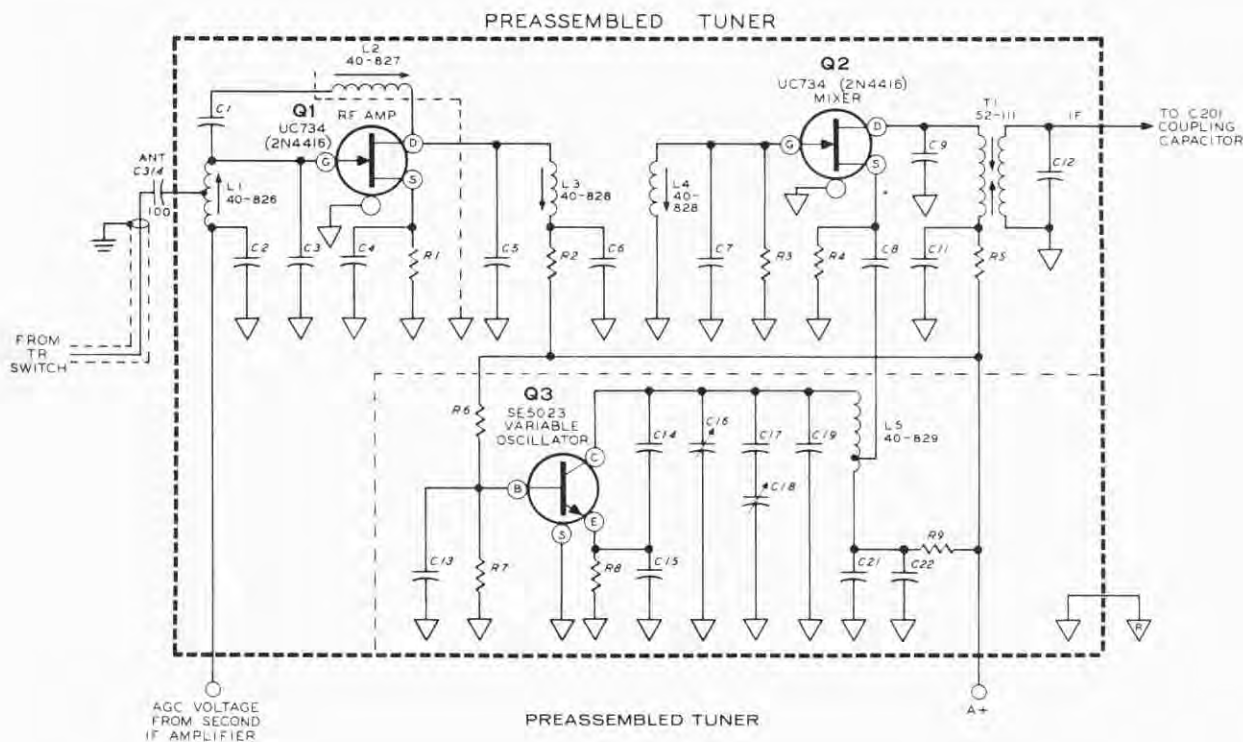 PREASSEMBLED TUNER
L2
40-827
C1
Q1
UC734
(2N4416)
RF AMP
G
D
S
ANT
C314
100
L1
40-826
C2
C3
C4
R1
C5
L3
40-828
R2
C6
L4
40-
828
C7
R3
R4
C8
Q2
UC734 (2N4416)
MIXER
G
D
S
C9
T1
52-111
IF
C12
C11
R5
TO C201
COUPLING
CAPACITOR
FROM
TR
SWITCH
R6
Q3
SE5023
VARIABLE
OSCILLATOR
C
B
E
S
C13
R7
R8
C14
C15
C16
C17
C18
C19
L5
40-829
C21
C22
R9
R
AGC VOLTAGE
FROM SECOND
IF AMPLIFIER
PREASSEMBLED TUNER
A+